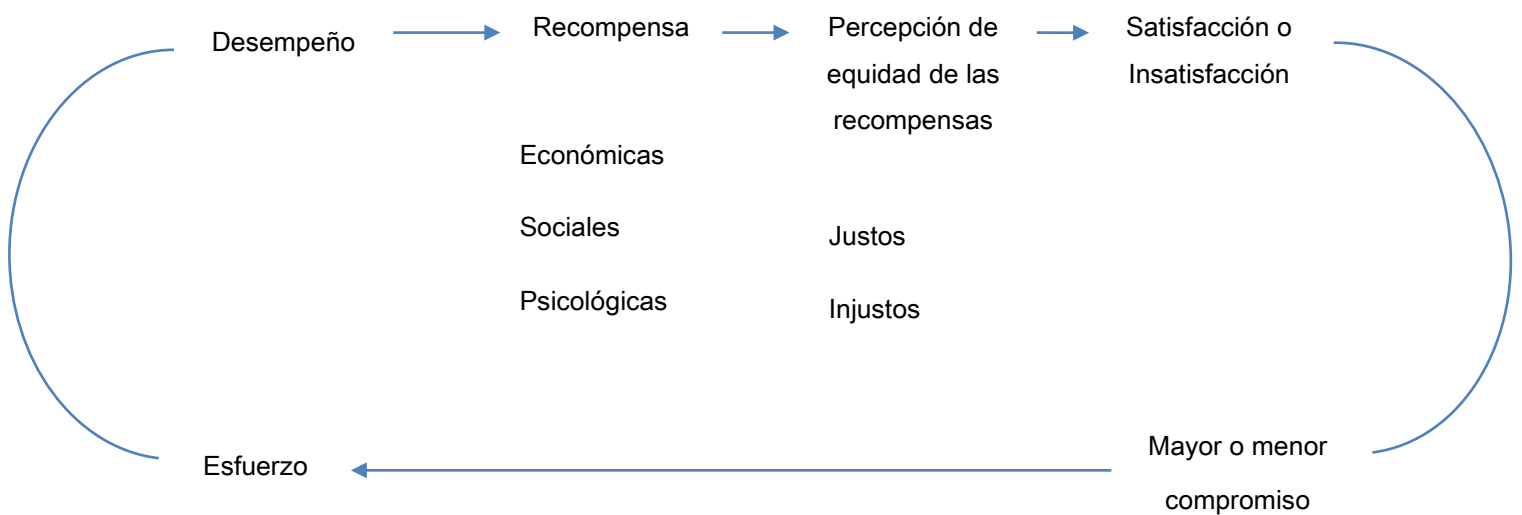 Desempeño
Recompensa
Percepción de
equidad de las
recompensas
Satisfacción o
Insatisfacción
Económicas
Sociales
Psicológicas
Justos
Injustos
Esfuerzo
Mayor o menor
compromiso